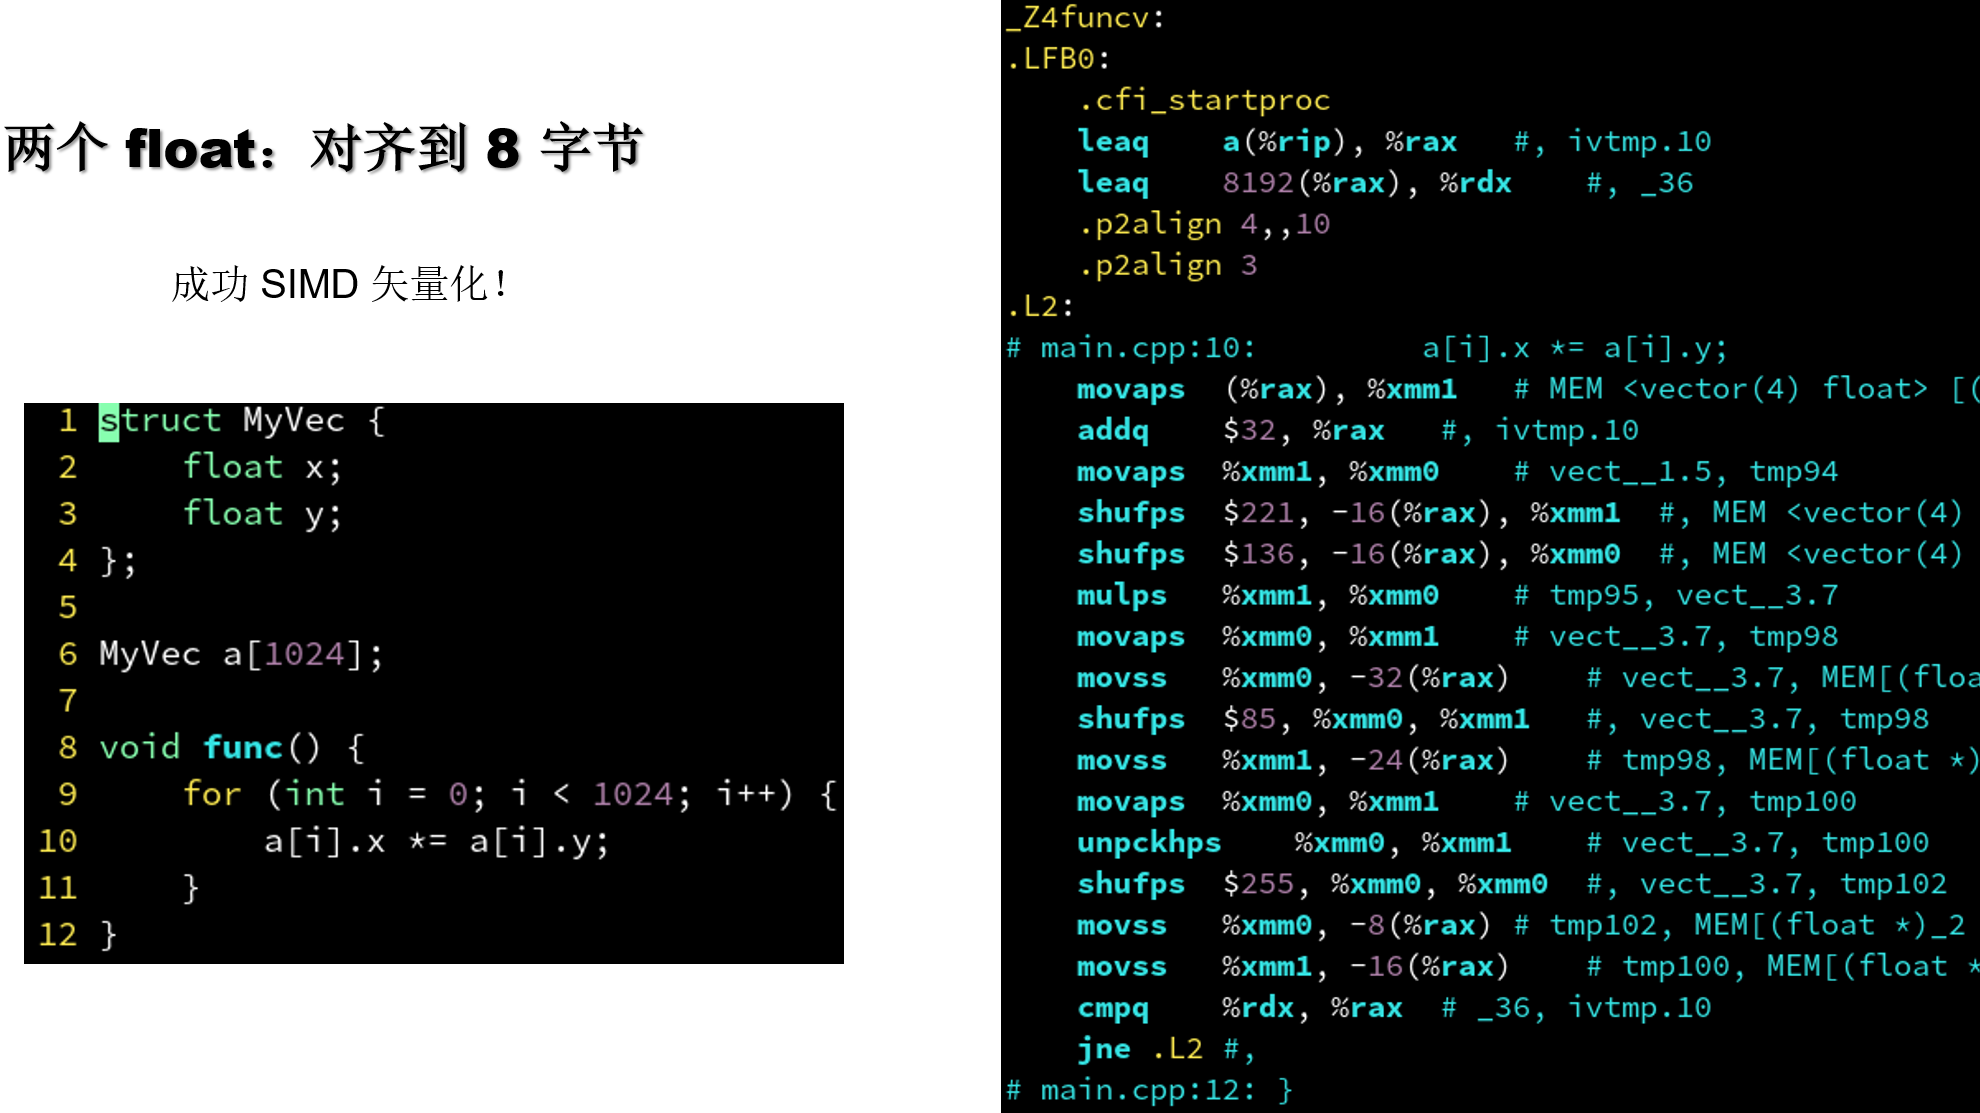 两个 float：对齐到 8 字节
成功 SIMD 矢量化！
1 struct MyVec {
2     float x;
3     float y;
4 };
5
6 MyVec a[1024];
7
8 void func() {
9     for (int i = 0; i < 1024; i++) {
10         a[i].x *= a[i].y;
11     }
12 }
_Z4funcv:
.LFB0:
    .cfi_startproc
    leaq    a(%rip), %rax   #, ivtmp.10
    leaq    8192(%rax), %rdx    #, _36
    .p2align 4,,10
    .p2align 3
.L2:
# main.cpp:10:         a[i].x *= a[i].y;
    movaps  (%rax), %xmm1   # MEM <vector(4) float> [(
    addq    $32, %rax   #, ivtmp.10
    movaps  %xmm1, %xmm0    # vect__1.5, tmp94
    shufps  $221, -16(%rax), %xmm1  #, MEM <vector(4)
    shufps  $136, -16(%rax), %xmm0  #, MEM <vector(4)
    mulps   %xmm1, %xmm0    # tmp95, vect__3.7
    movaps  %xmm0, %xmm1    # vect__3.7, tmp98
    movss   %xmm0, -32(%rax)    # vect__3.7, MEM[(floa
    shufps  $85, %xmm0, %xmm1   #, vect__3.7, tmp98
    movss   %xmm1, -24(%rax)    # tmp98, MEM[(float *)
    movaps  %xmm0, %xmm1    # vect__3.7, tmp100
    unpckhps    %xmm0, %xmm1    # vect__3.7, tmp100
    shufps  $255, %xmm0, %xmm0  #, vect__3.7, tmp102
    movss   %xmm0, -8(%rax) # tmp102, MEM[(float *)_2
    movss   %xmm1, -16(%rax)    # tmp100, MEM[(float *
    cmpq    %rdx, %rax  # _36, ivtmp.10
    jne .L2 #,
# main.cpp:12: }